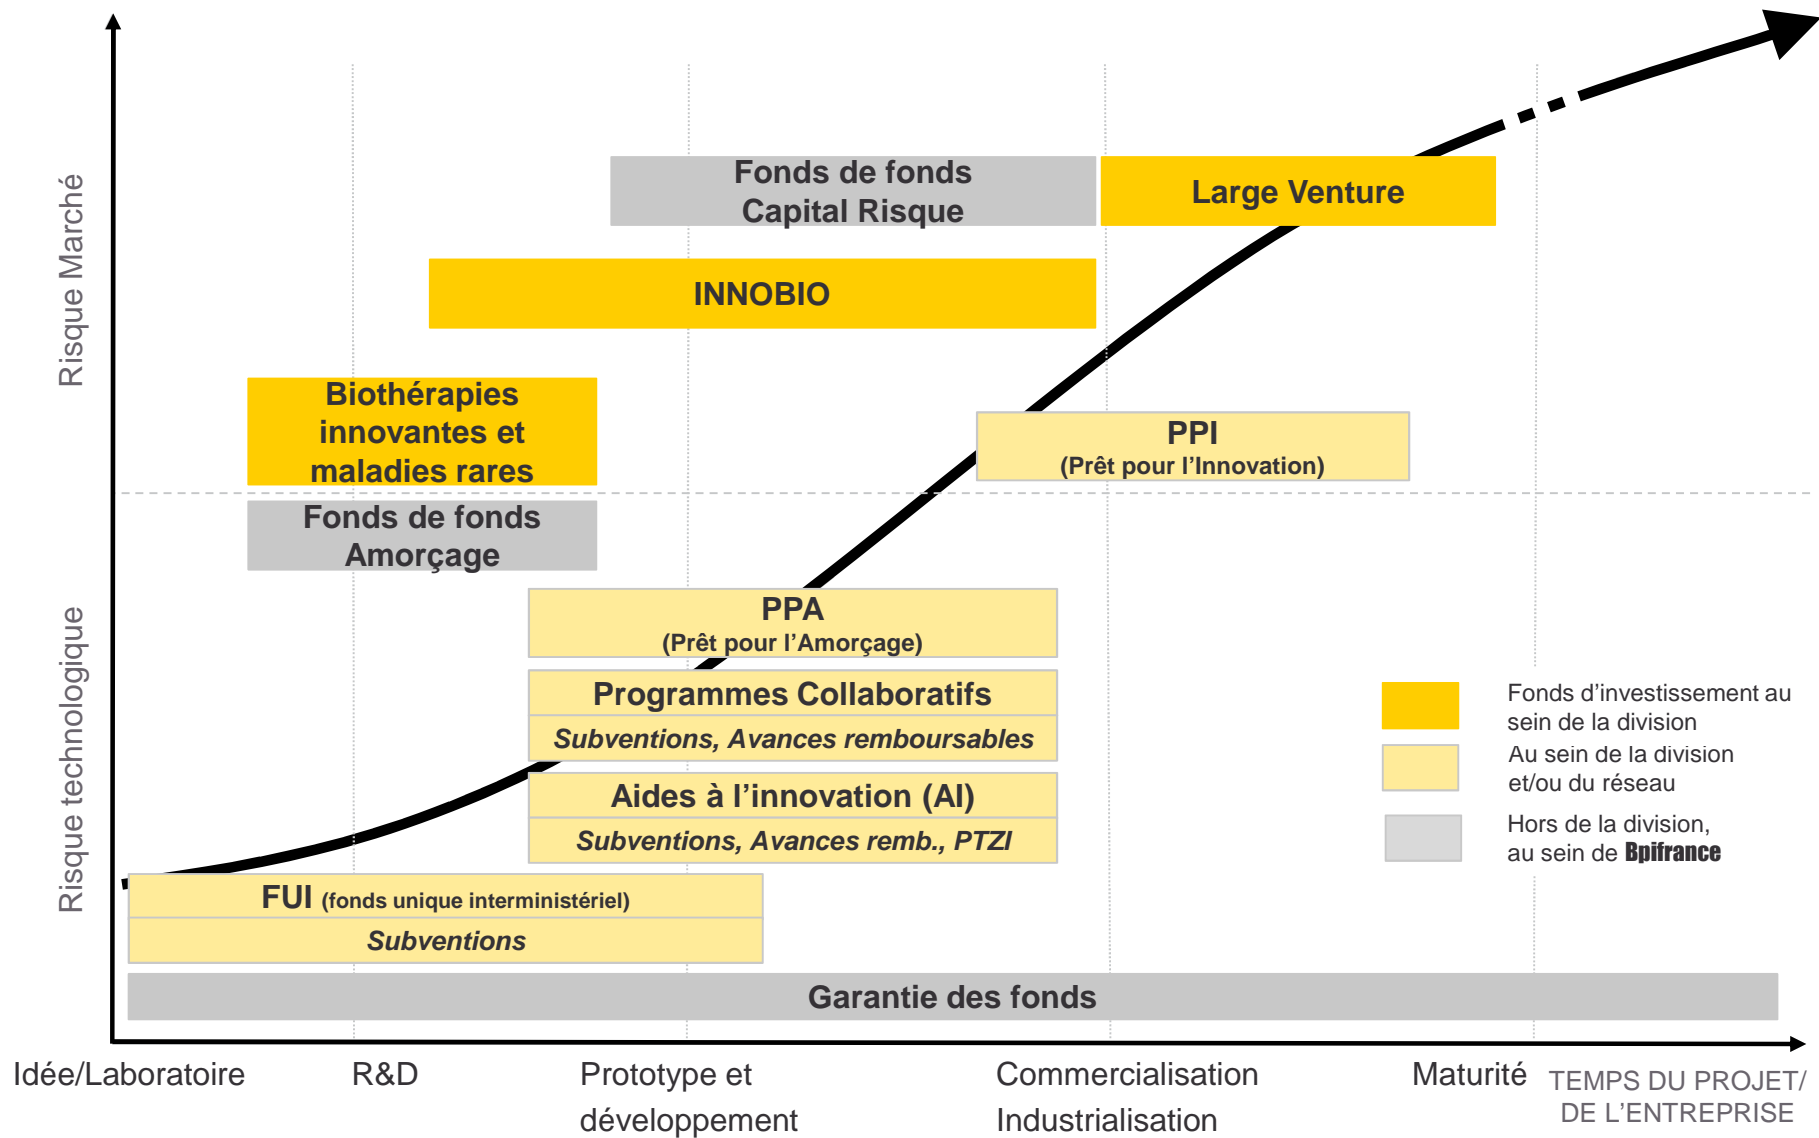 Risque Marché
Risque technologique
Fonds de fonds
Capital Risque
Large Venture
INNOBIO
Biothérapies
innovantes et
maladies rares
PPI
(Prêt pour l’Innovation)
Fonds de fonds
Amorçage
PPA
(Prêt pour l’Amorçage)
Programmes Collaboratifs
Subventions, Avances remboursables
Aides à l’innovation (AI)
Subventions, Avances remb., PTZI
FUI (fonds unique interministériel)
Subventions
Garantie des fonds
Fonds d’investissement au
sein de la division
Au sein de la division
et/ou du réseau
Hors de la division,
au sein de Bpifrance
Idée/Laboratoire
R&D
Prototype et
développement
Commercialisation
Industrialisation
Maturité
TEMPS DU PROJET/
DE L’ENTREPRISE